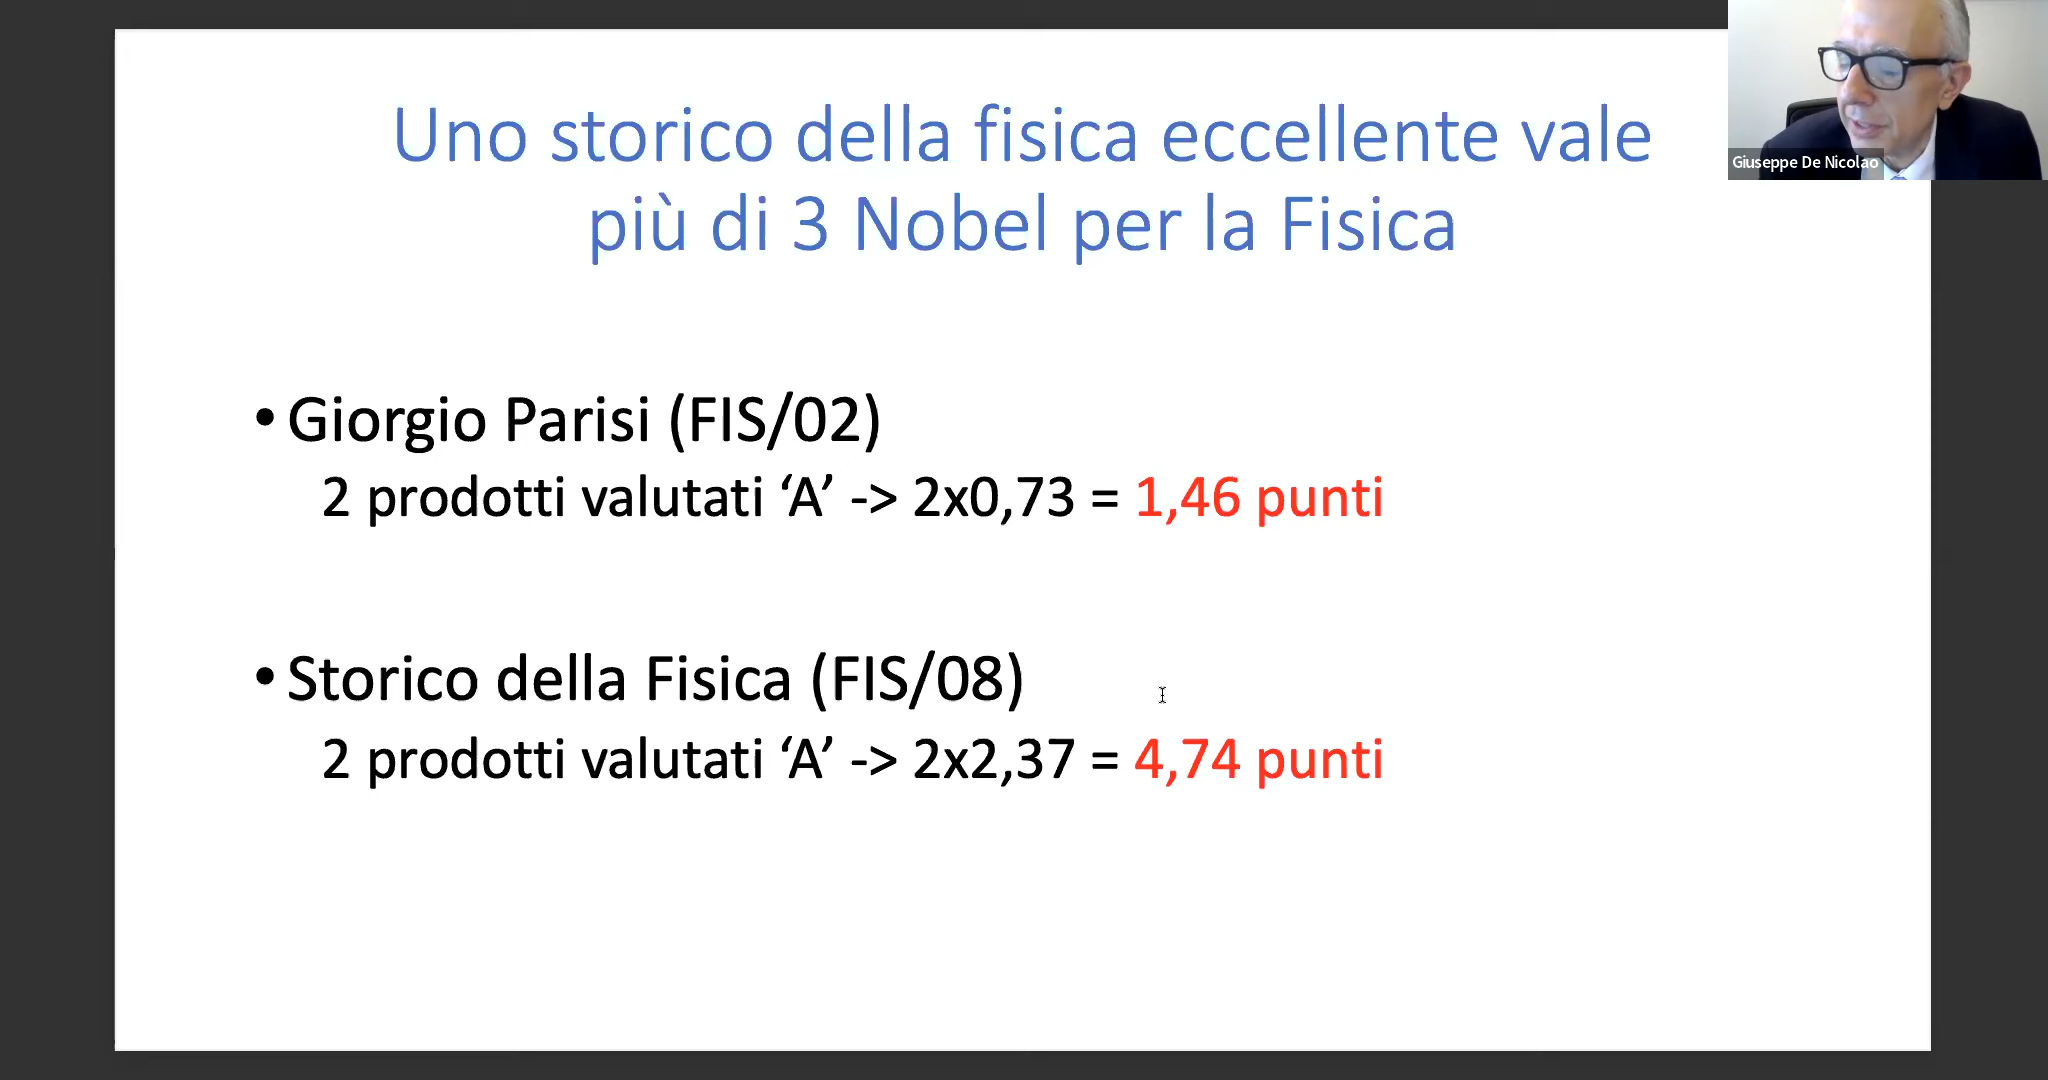 Uno storico della fisica eccellente vale
più di 3 Nobel per la Fisica
Giuseppe De Nicolao
• Giorgio Parisi (FIS/02)
2 prodotti valutati ‘A’ -> 2x0,73 = 1,46 punti
• Storico della Fisica (FIS/08)
2 prodotti valutati ‘A’ -> 2x2,37 = 4,74 punti